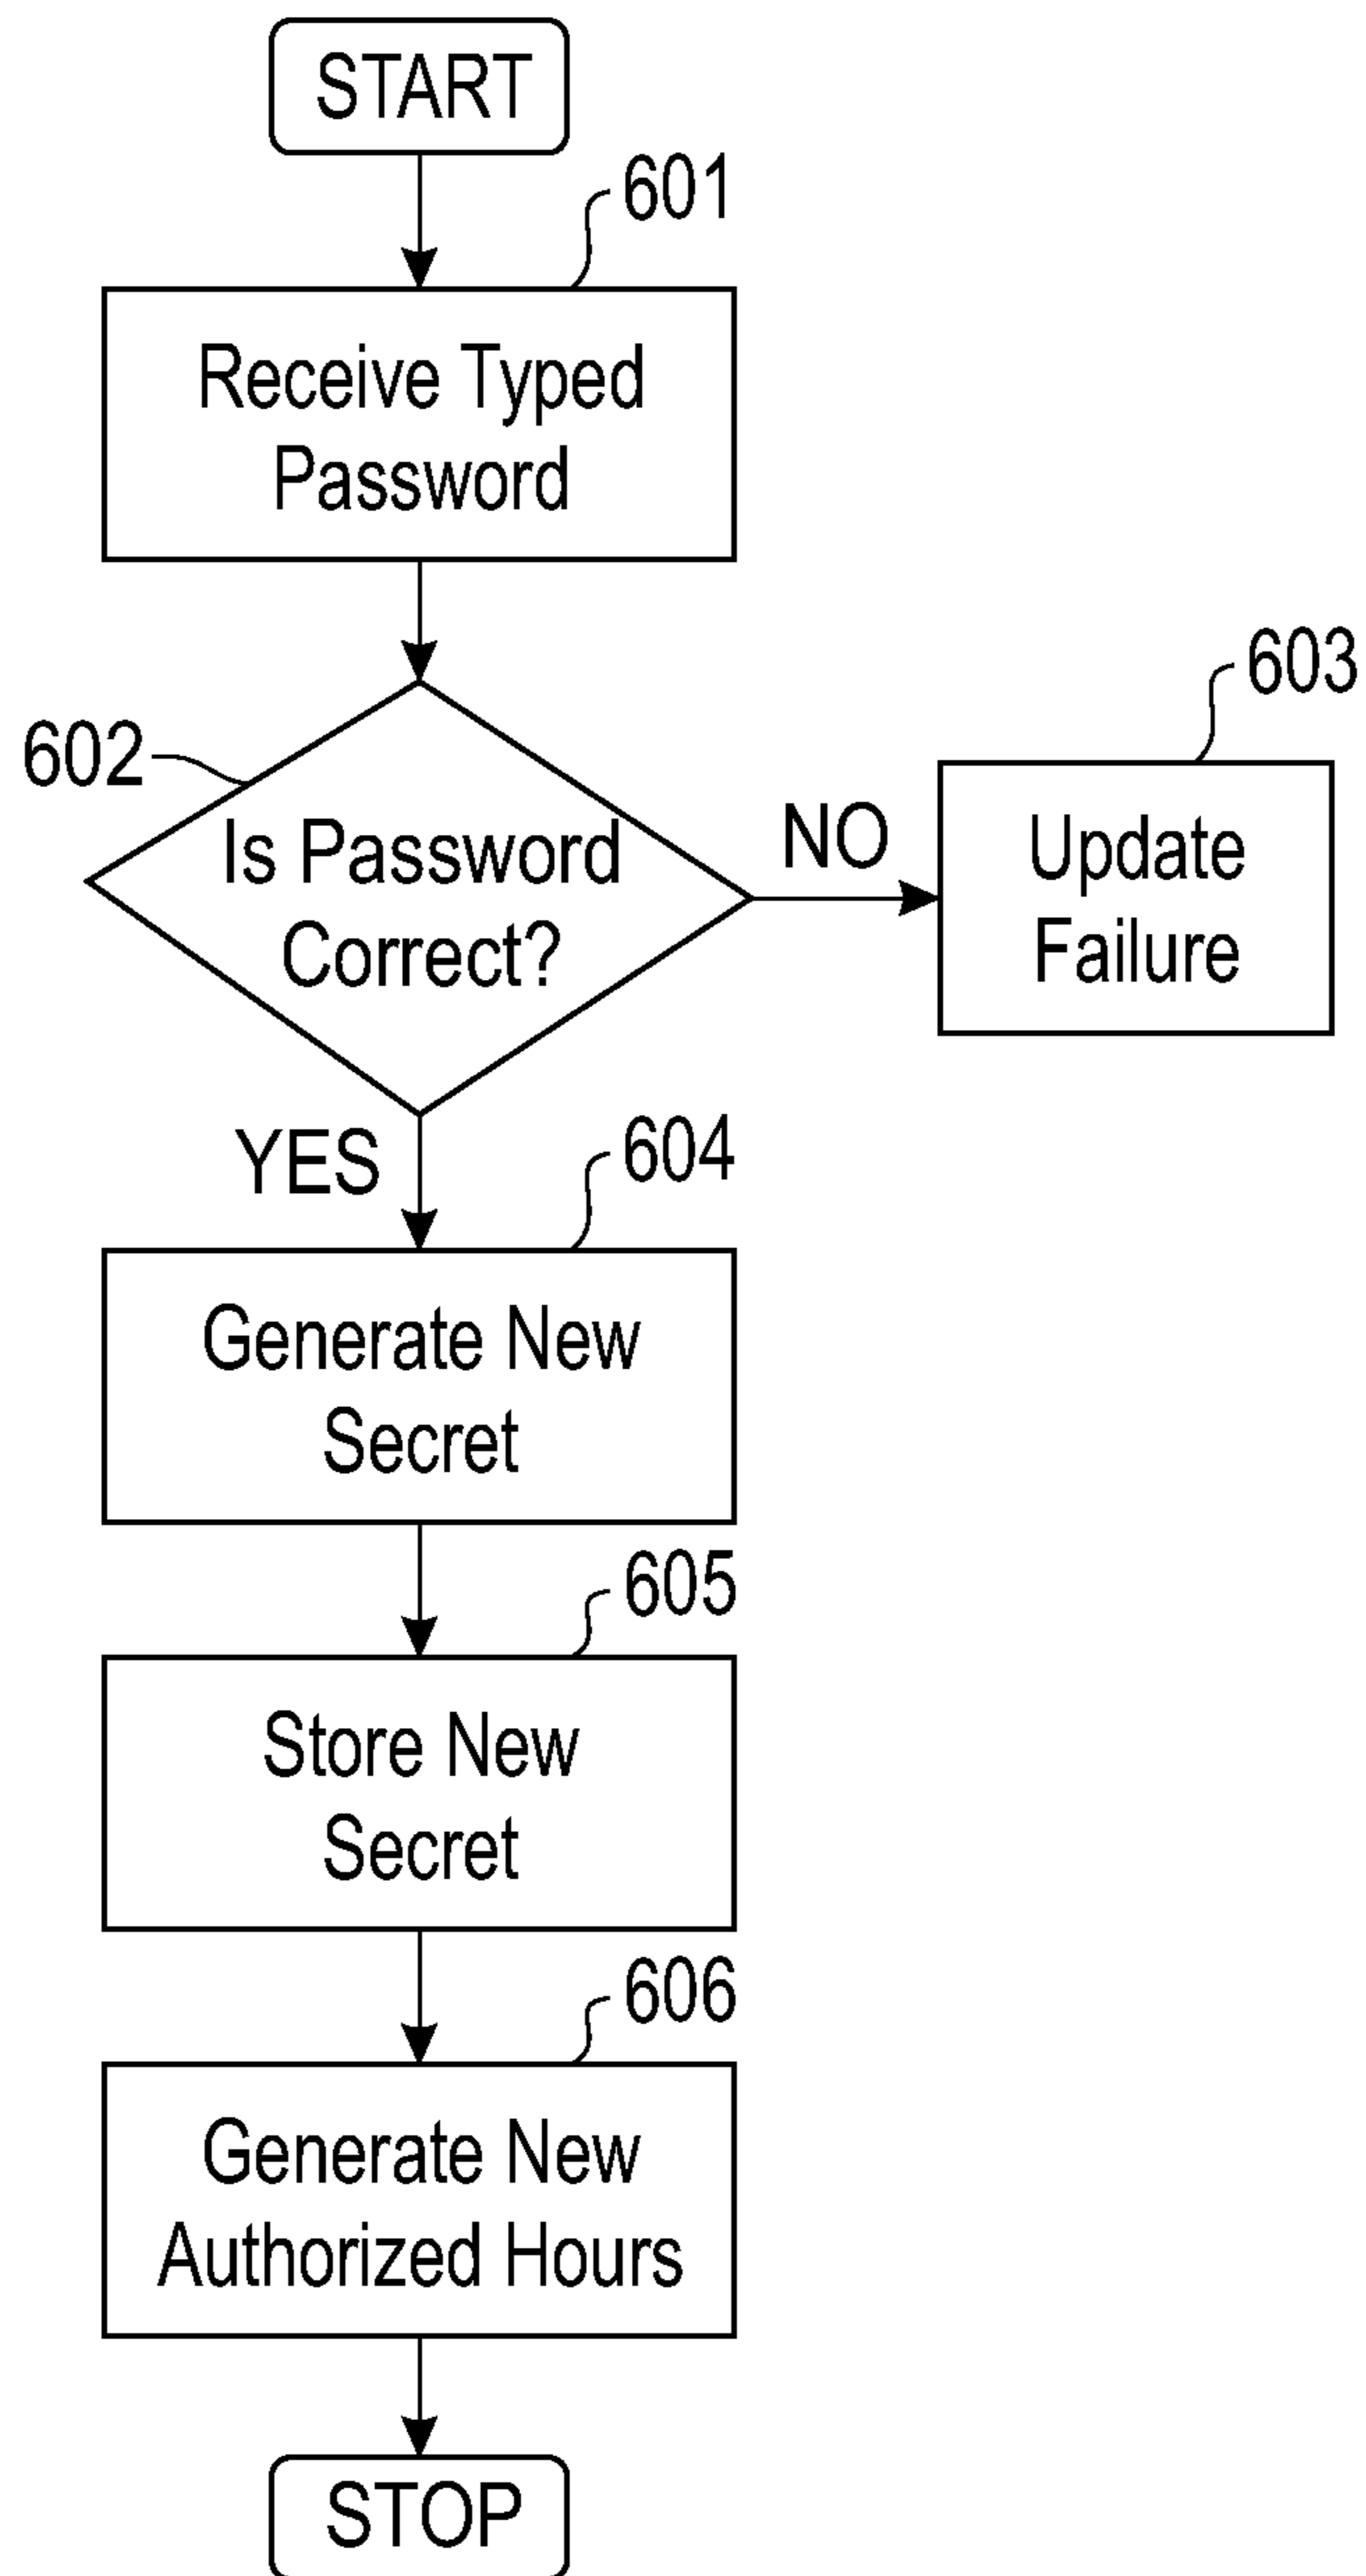 START
601
Receive Typed
Password
602
Is Password
Correct?
NO
603
Update
Failure
YES
604
Generate New
Secret
605
Store New
Secret
606
Generate New
Authorized Hours
STOP